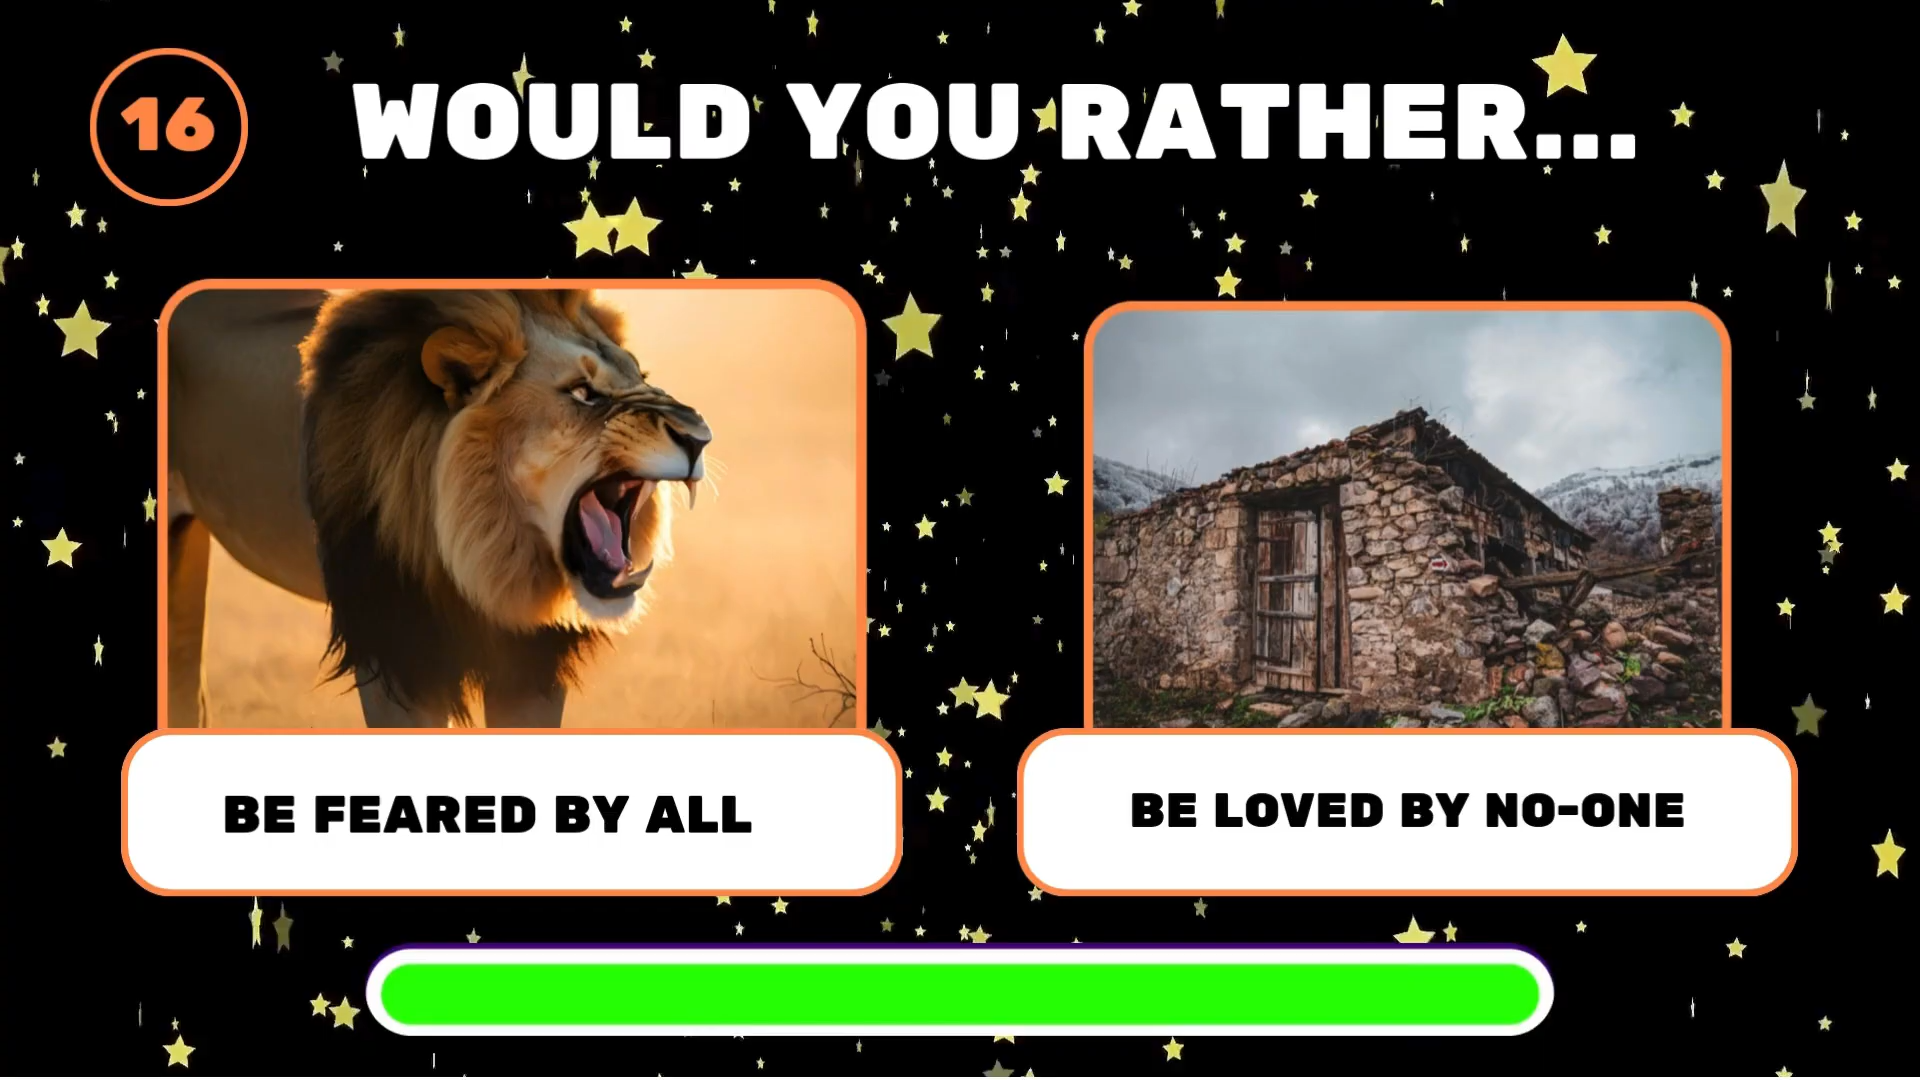 16
WOULD YOU RATHER...
BE FEARED BY ALL
BE LOVED BY NO-ONE